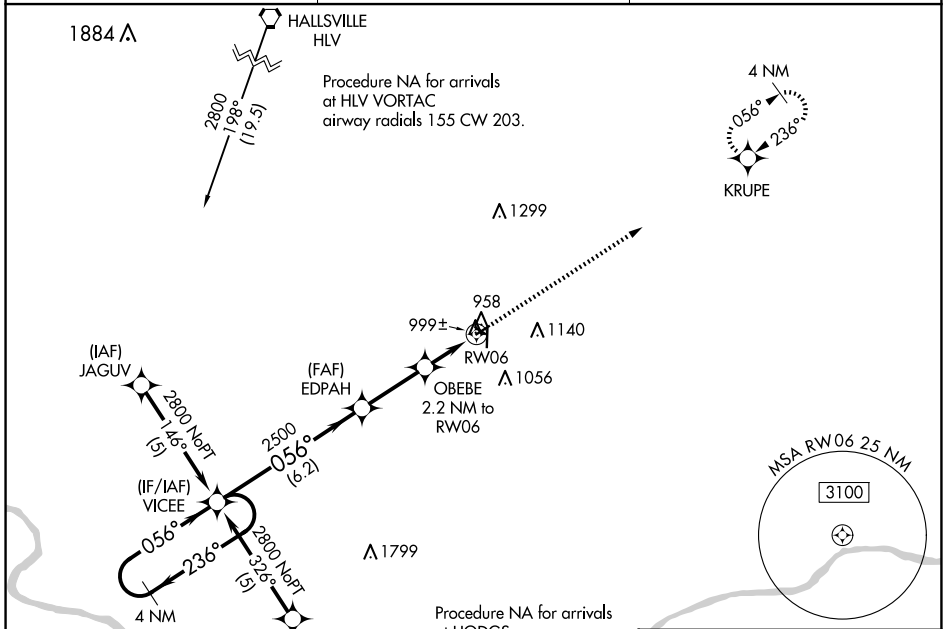 1884
HALLSVILLE
HLV
2800
198°
(19.5)
Procedure NA for arrivals
at HLV VORTAC
airway radials 155 CW 203.
4 NM
056°
236°
KRUPE
1299
958
999±
1140
RW06
1056
(IAF)
JAGUV
(FAF)
EDPAH
OBEBE
2.2 NM to
RW06
2800 NoPT
146°
(5)
2500
056°
(6.2)
(IF/IAF)
VICEE
056°
236°
4 NM
2800 NoPT
326°
(5)
1799
MSA RW06 25 NM
3100
Procedure NA for arrivals